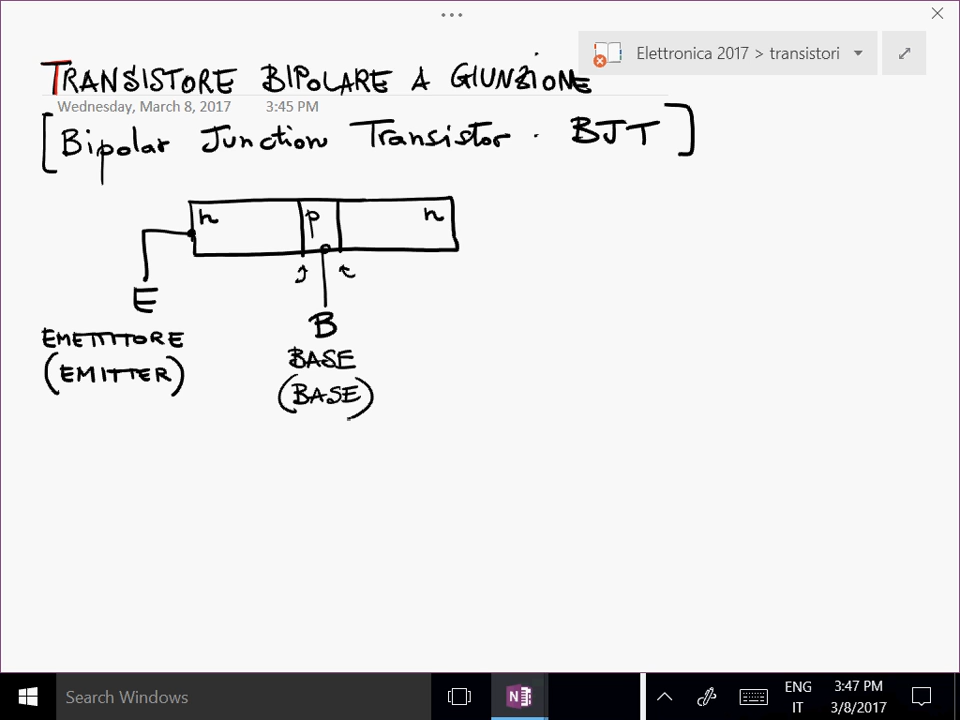 Elettronica 2017 > transistori
TRANSISTORE BIPOLARE A GIUNZIONE
Wednesday, March 8, 2017 3:45 PM
[Bipolar Junction Transistor · BJT]
n p n
E
B
EMETTITORE
(EMITTER)
BASE
(BASE)
Search Windows
N
ENG
IT
3:47 PM
3/8/2017